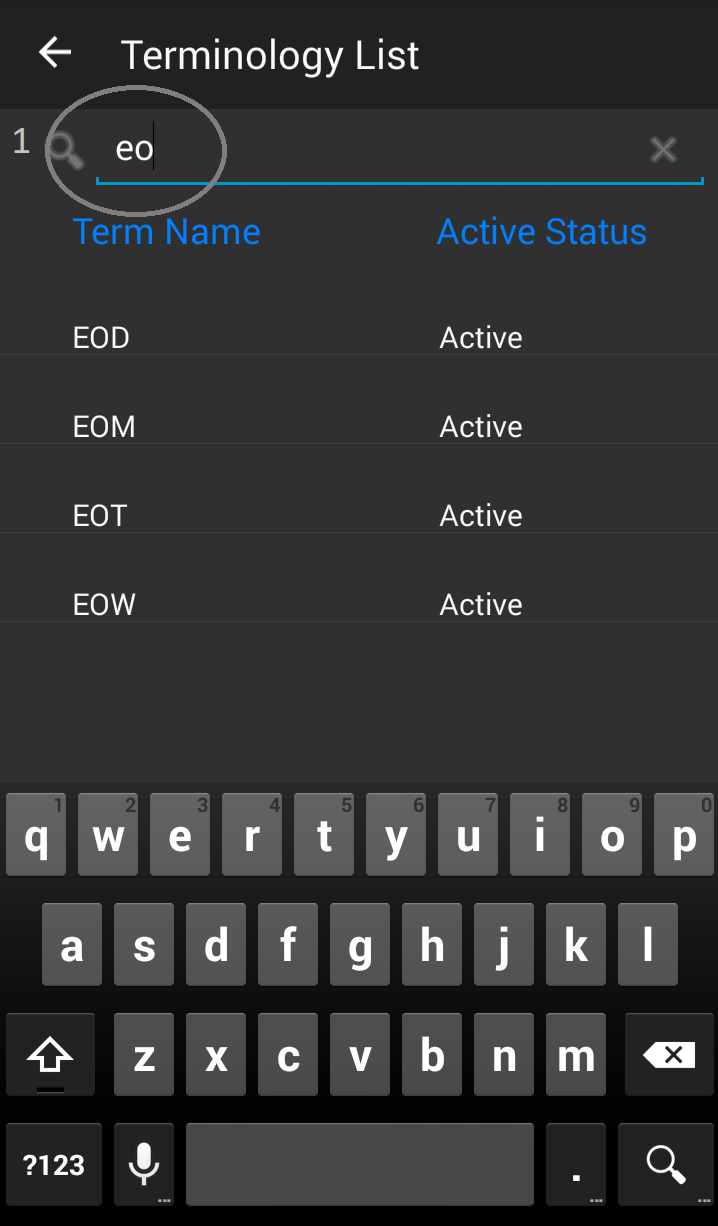 Terminology List
1 eo
Term Name Active Status
EOD Active
EOM Active
EOT Active
EOW Active
1 2 3 4 5 6 7 8 9 0
q w e r t y u i o p
a s d f g h j k l
z x c v b n m
?123 . ...